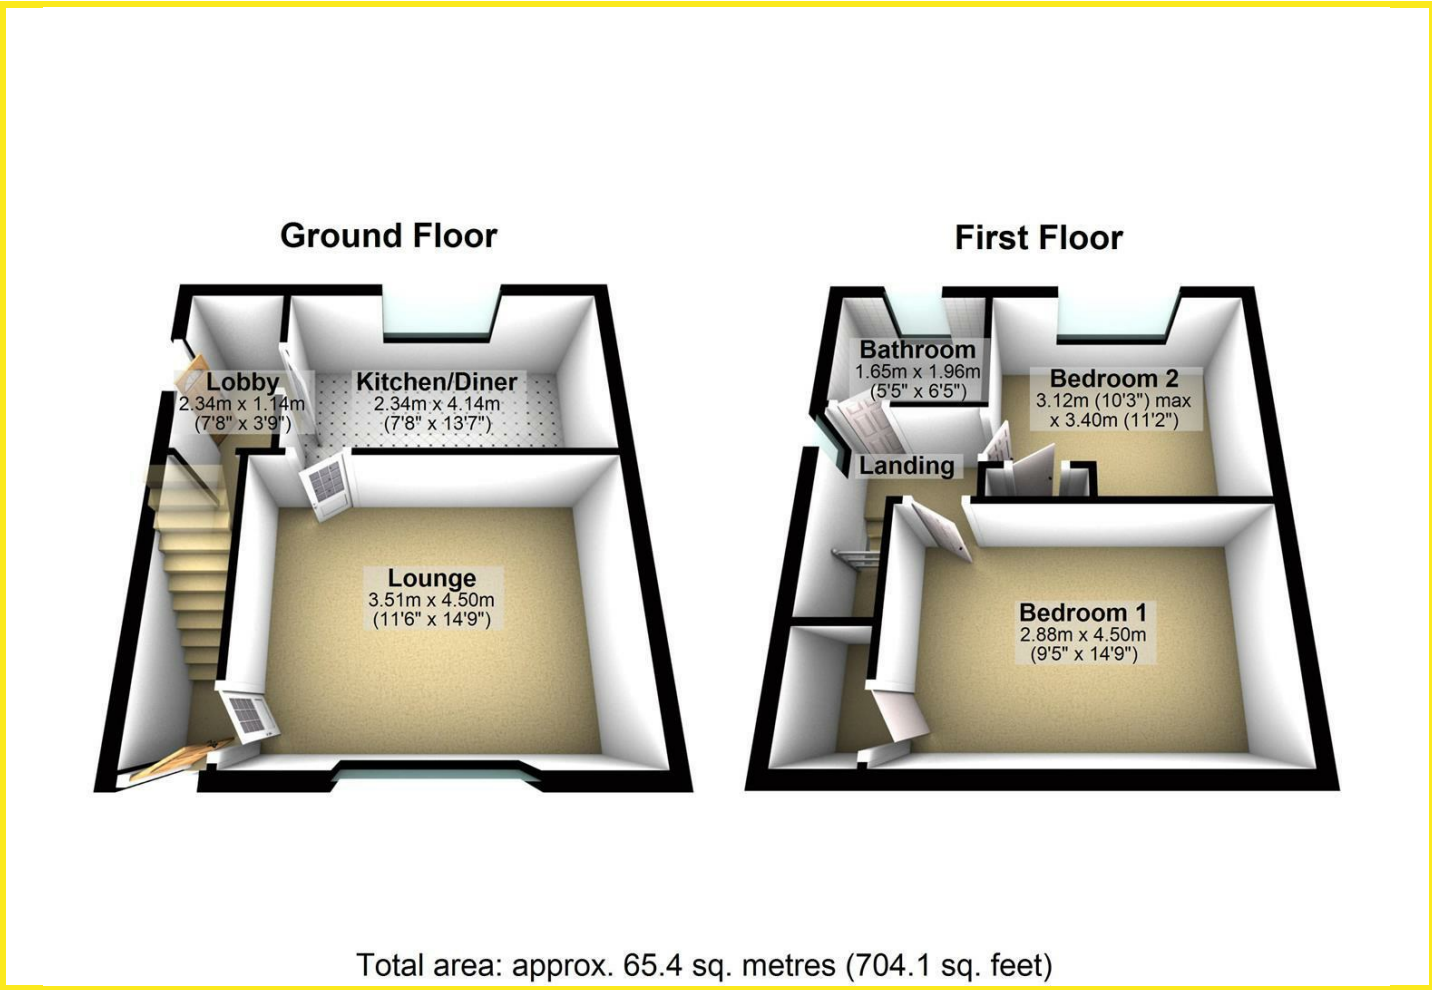 Ground Floor
Lobby
2.34m x 1.14m
(7'8" x 3'9")
Kitchen/Diner
2.34m x 4.14m
(7'8" x 13'7")
Lounge
3.51m x 4.50m
(11'6" x 14'9")
First Floor
Bathroom
1.65m x 1.96m
(5'5" x 6'5")
Bedroom 2
3.12m (10'3") max
x 3.40m (11'2")
Landing
Bedroom 1
2.88m x 4.50m
(9'5" x 14'9")
Total area: approx. 65.4 sq. metres (704.1 sq. feet)